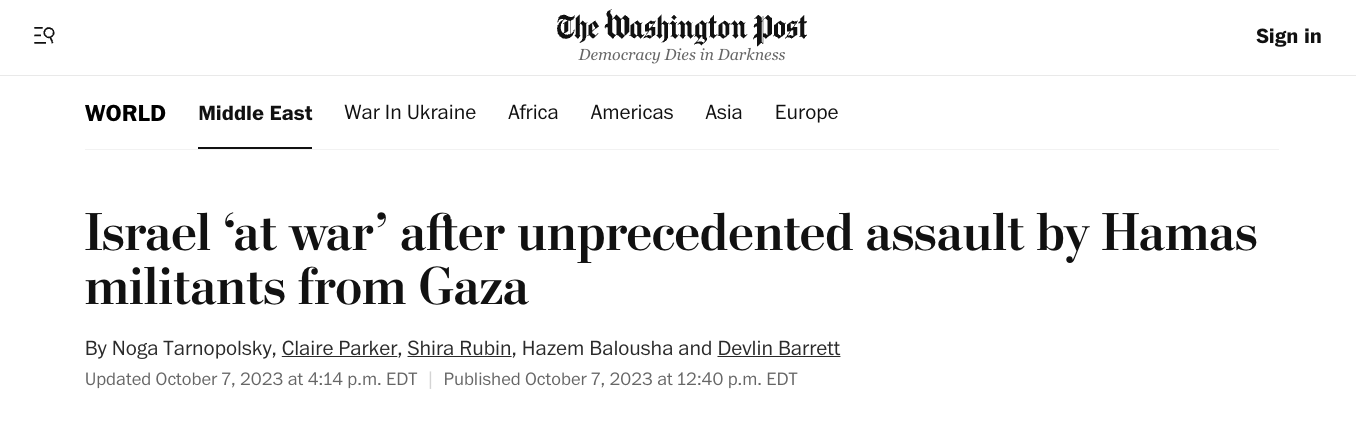 The Washington Post
Democracy Dies in Darkness
Sign in
WORLD Middle East War In Ukraine Africa Americas Asia Europe
Israel ‘at war’ after unprecedented assault by Hamas
militants from Gaza
By Noga Tarnopolsky, Claire Parker, Shira Rubin, Hazem Balousha and Devlin Barrett
Updated October 7, 2023 at 4:14 p.m. EDT | Published October 7, 2023 at 12:40 p.m. EDT